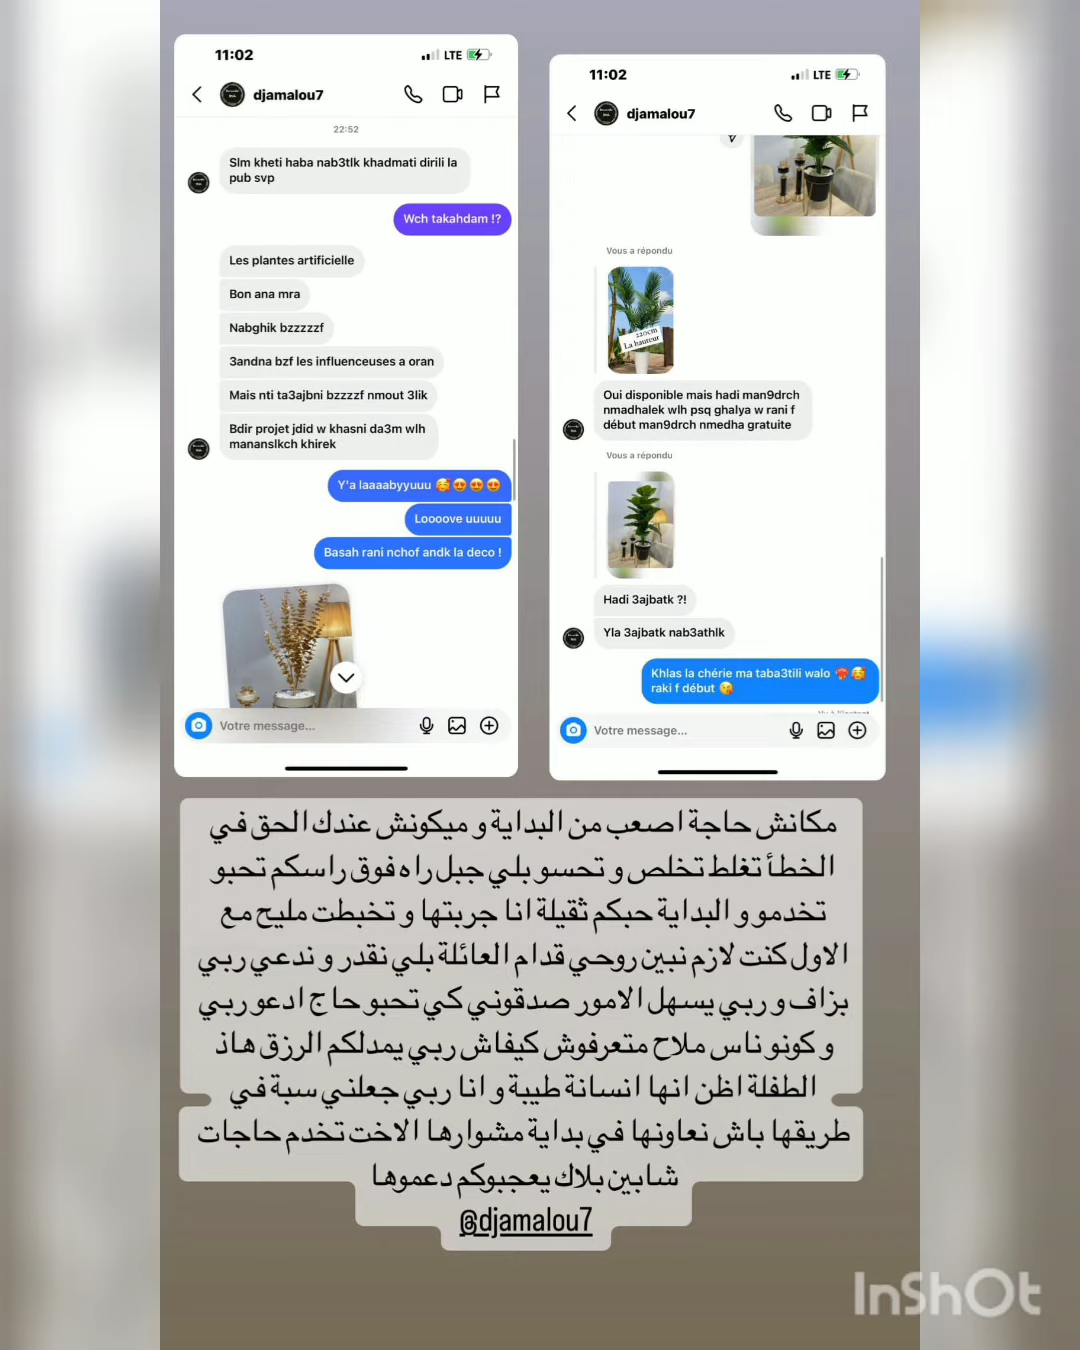 11:02
LTE
djamalou7
22:52
Slm kheti haba nab3tlk khadmati dirili la
pub svp
Wch takahdam !?
Les plantes artificielle
Bon ana mra
Nabghik bzzzzzf
3andna bzf les influenceuses a oran
Mais nti ta3ajbni bzzzzf nmout 3lik
Bdir projet jdid w khasni da3m wlh
mananslkch khirek
Y'a laaaabyyuuu 🥰😍😍😍
Loooove uuuuu
Basah rani nchof andk la deco !
Votre message...
11:02
LTE
djamalou7
Vous a répondu
220cm
La hauteur
Oui disponible mais hadi man9drch
nmadhalek wlh psq ghalya w rani f
début man9drch nmedha gratuite
Vous a répondu
Hadi 3ajbatk ?!
Yla 3ajbatk nab3athlk
Khlas la chérie ma taba3tili walo ❤️‍🔥🥰
raki f début 😘
Votre message...
مكانش حاجة اصعب من البداية و ميكونش عندك الحق في
الخطأ تغلط تخلص و تحسو بلي جبل راه فوق راسكم تحبو
تخدمو و البداية حبكم ثقيلة انا جربتها و تخبطت مليح مع
الاول كنت لازم نبين روحي قدام العائلة بلي نقدر و ندعي ربي
بزاف و ربي يسهل الامور صدقوني كي تحبو حاج ادعو ربي
و كونو ناس ملاح متعرفوش كيفاش ربي يمدلكم الرزق هاذ
الطفلة اظن انها انسانة طيبة و انا ربي جعلني سبة في
طريقها باش نعاونها في بداية مشوارها الاخت تخدم حاجات
شابين بلاك يعجبوكم دعموها
@djamalou7
InShOt